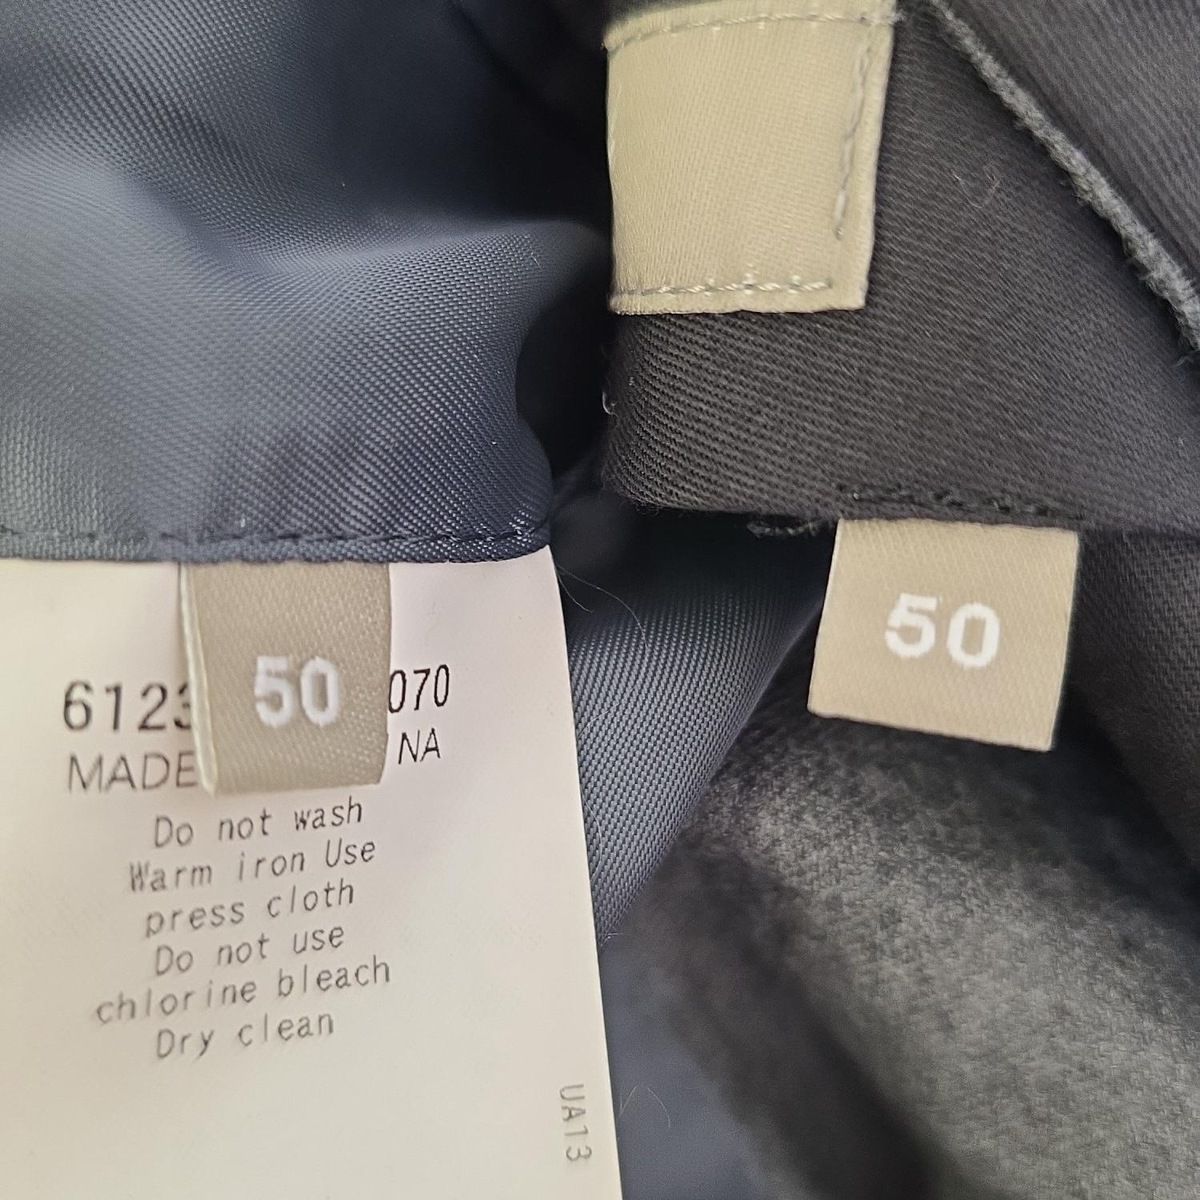 50
50
6123 070
MADE NA
Do not wash
Warm iron Use
press cloth
Do not use
chlorine bleach
Dry clean
UA13